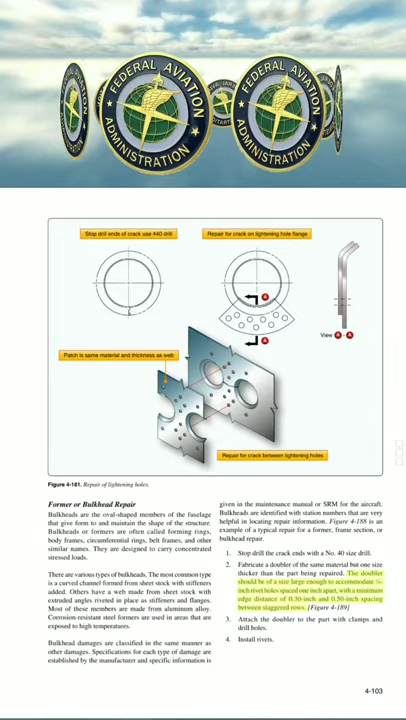 FEDERAL AVIATION
ADMINISTRATION
FEDERAL AVIATION
ADMINISTRATION
Stop drill ends of crack use #40 drill
Repair for crack on lightening hole flange
A
A
View A - A
Patch is same material and thickness as web
Repair for crack between lightening holes
Figure 4-181. Repair of lightening holes.
Former or Bulkhead Repair
Bulkheads are the oval-shaped members of the fuselage
that give form to and maintain the shape of the structure.
Bulkheads or formers are often called forming rings,
body frames, circumferential rings, belt frames, and other
similar names. They are designed to carry concentrated
stressed loads.
There are various types of bulkheads. The most common type
is a curved channel formed from sheet stock with stiffeners
added. Others have a web made from sheet stock with
extruded angles riveted in place as stiffeners and flanges.
Most of these members are made from aluminum alloy.
Corrosion-resistant steel formers are used in areas that are
exposed to high temperatures.
Bulkhead damages are classified in the same manner as
other damages. Specifications for each type of damage are
established by the manufacturer and specific information is
given in the maintenance manual or SRM for the aircraft.
Bulkheads are identified with station numbers that are very
helpful in locating repair information. Figure 4-188 is an
example of a typical repair for a former, frame section, or
bulkhead repair.
1. Stop drill the crack ends with a No. 40 size drill.
2. Fabricate a doubler of the same material but one size
thicker than the part being repaired. The doubler
should be of a size large enough to accommodate ⅛-
inch rivet holes spaced one inch apart, with a minimum
edge distance of 0.30-inch and 0.50-inch spacing
between staggered rows. [Figure 4-189]
3. Attach the doubler to the part with clamps and
drill holes.
4. Install rivets.
4-103